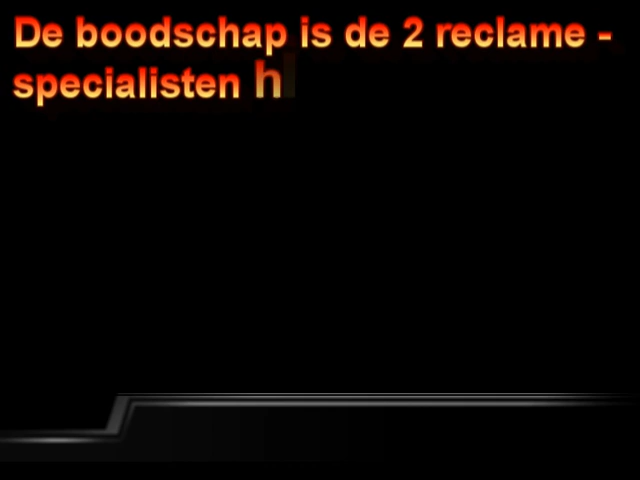 De boodschap is de 2 reclame -
specialisten h